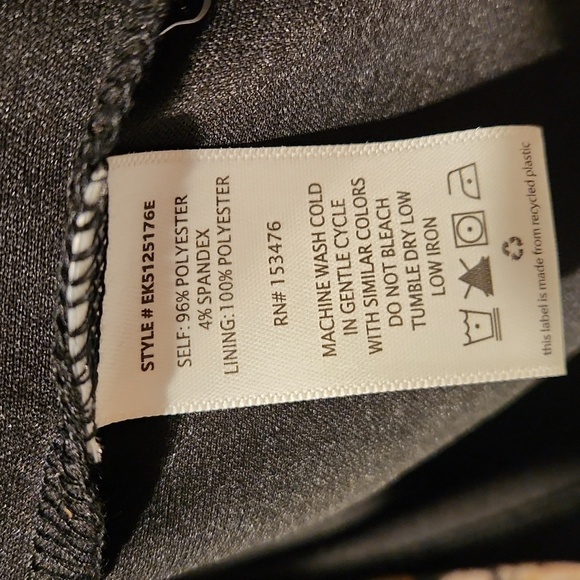 STYLE # EK5125176E
SELF: 96% POLYESTER
4% SPANDEX
LINING: 100% POLYESTER
RN# 153476
MACHINE WASH COLD
IN GENTLE CYCLE
WITH SIMILAR COLORS
DO NOT BLEACH
TUMBLE DRY LOW
LOW IRON
this label is made from recycled plastic